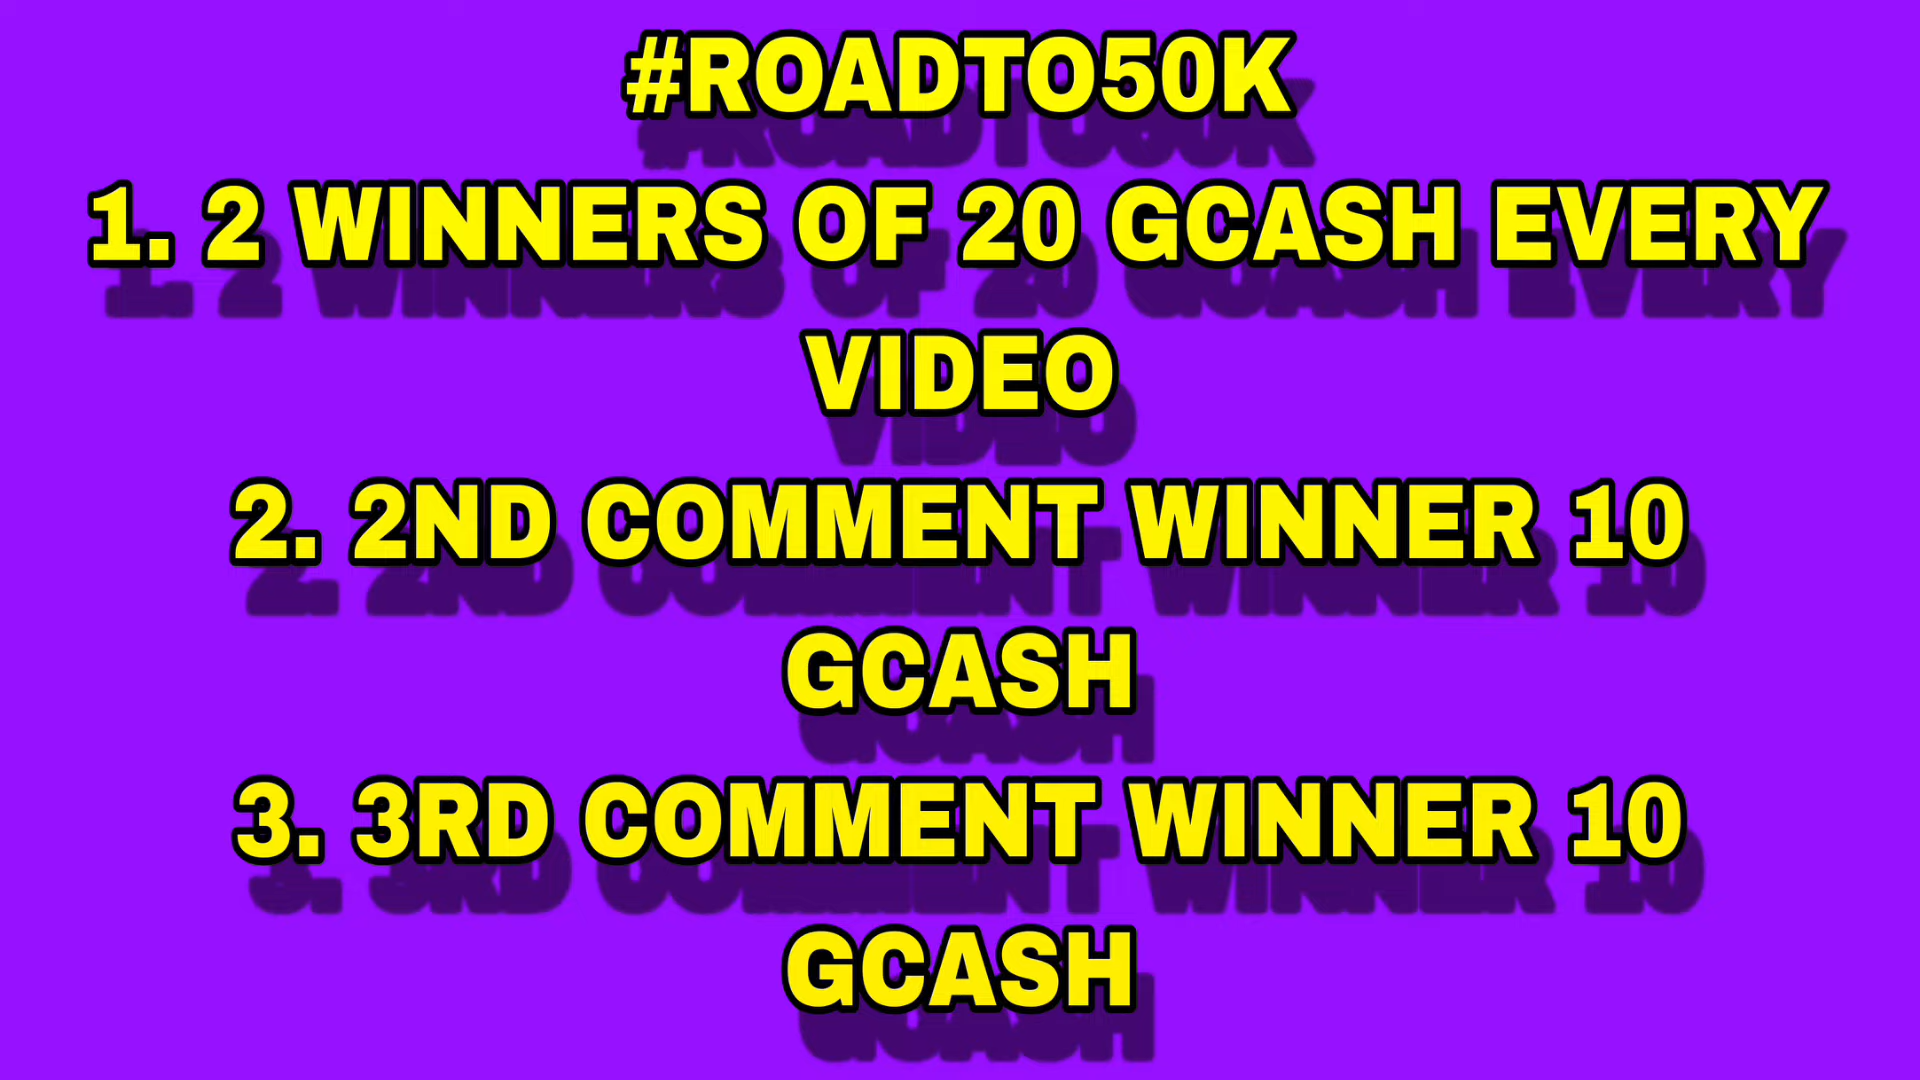 #ROADTO50K
1. 2 WINNERS OF 20 GCASH EVERY
VIDEO
2. 2ND COMMENT WINNER 10
GCASH
3. 3RD COMMENT WINNER 10
GCASH